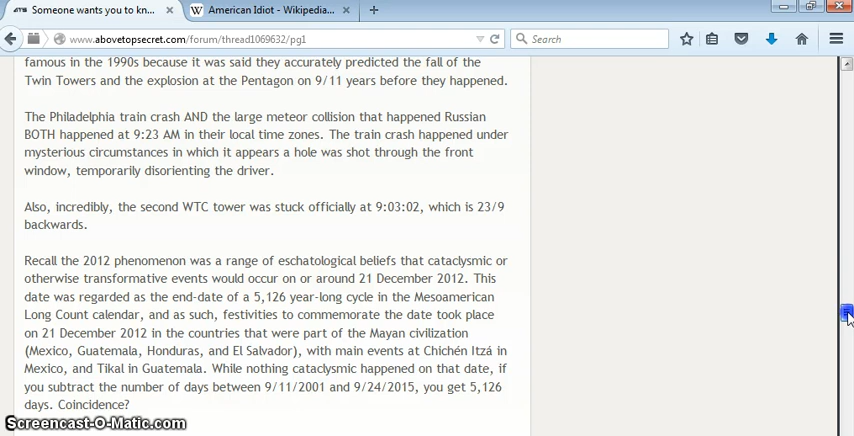 Someone wants you to kn...
American Idiot - Wikipedia...
www.abovetopsecret.com/forum/thread1069632/pg1
Search
famous in the 1990s because it was said they accurately predicted the fall of the
Twin Towers and the explosion at the Pentagon on 9/11 years before they happened.
The Philadelphia train crash AND the large meteor collision that happened Russian
BOTH happened at 9:23 AM in their local time zones. The train crash happened under
mysterious circumstances in which it appears a hole was shot through the front
window, temporarily disorienting the driver.
Also, incredibly, the second WTC tower was stuck officially at 9:03:02, which is 23/9
backwards.
Recall the 2012 phenomenon was a range of eschatological beliefs that cataclysmic or
otherwise transformative events would occur on or around 21 December 2012. This
date was regarded as the end-date of a 5,126 year-long cycle in the Mesoamerican
Long Count calendar, and as such, festivities to commemorate the date took place
on 21 December 2012 in the countries that were part of the Mayan civilization
(Mexico, Guatemala, Honduras, and El Salvador), with main events at Chichén Itzá in
Mexico, and Tikal in Guatemala. While nothing cataclysmic happened on that date, if
you subtract the number of days between 9/11/2001 and 9/24/2015, you get 5,126
days. Coincidence?
Screencast-O-Matic.com